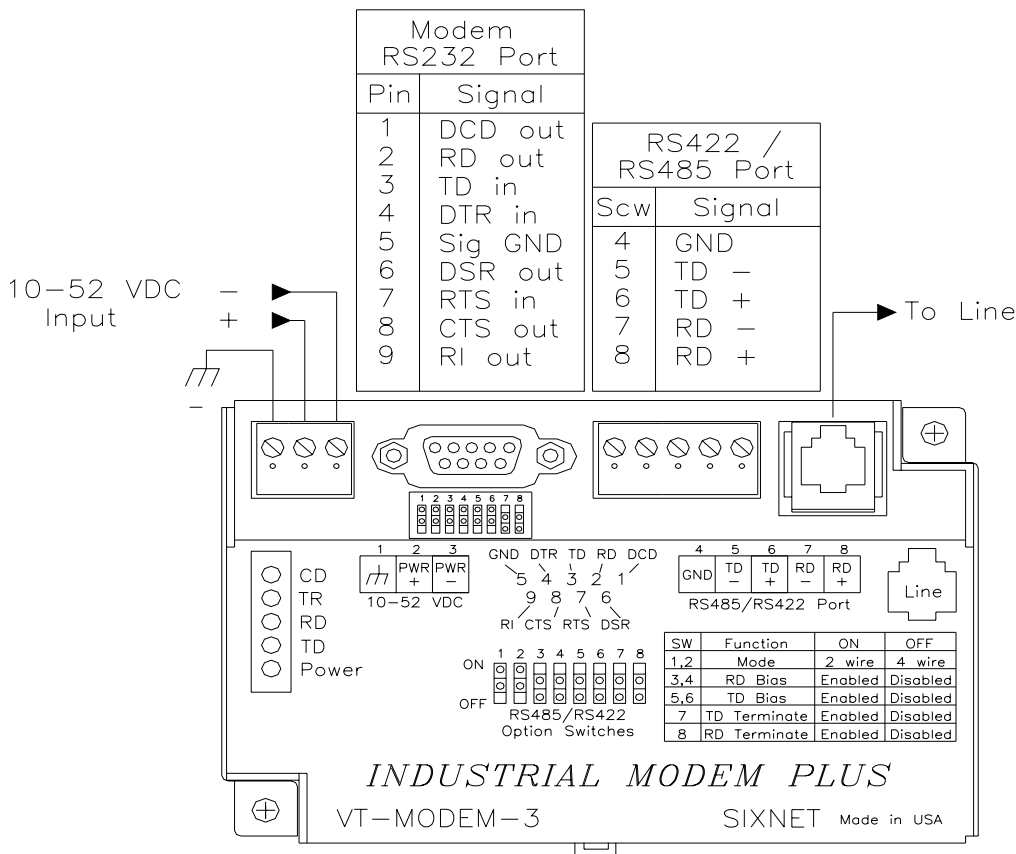 Modem
RS232 Port
Pin Signal
1 DCD out
2 RD out
3 TD in
4 DTR in
5 Sig GND
6 DSR out
7 RTS in
8 CTS out
9 RI out
RS422 /
RS485 Port
Scw Signal
4 GND
5 TD -
6 TD +
7 RD -
8 RD +
10-52 VDC -
Input +
-
To Line
1 2 3 4 5 6 7 8
CD
TR
RD
TD
Power
1 2 3
PWR + PWR -
10-52 VDC
GND DTR TD RD DCD
5 4 3 2 1
9 8 7 6
RI CTS RTS DSR
4 5 6 7 8
GND TD - TD + RD - RD +
RS485/RS422 Port
Line
1 2 3 4 5 6 7 8
ON
OFF
RS485/RS422
Option Switches
SW Function ON OFF
1,2 Mode 2 wire 4 wire
3,4 RD Bias Enabled Disabled
5,6 TD Bias Enabled Disabled
7 TD Terminate Enabled Disabled
8 RD Terminate Enabled Disabled
INDUSTRIAL MODEM PLUS
VT-MODEM-3 SIXNET Made in USA